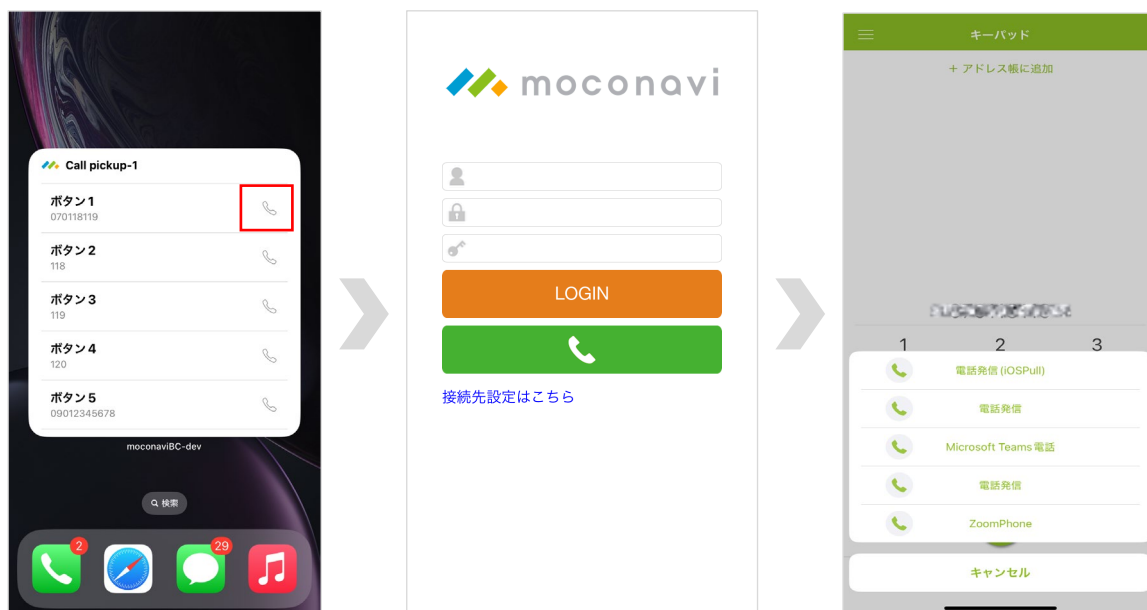 Call pickup-1
ボタン1
070118119
ボタン2
118
ボタン3
119
ボタン4
120
ボタン5
09012345678
moconaviBC-dev
検索
2
29
moconavi
LOGIN
接続先設定はこちら
キーパッド
+ アドレス帳に追加
1 2 3
電話発信 (iOSPull)
電話発信
Microsoft Teams電話
電話発信
ZoomPhone
キャンセル